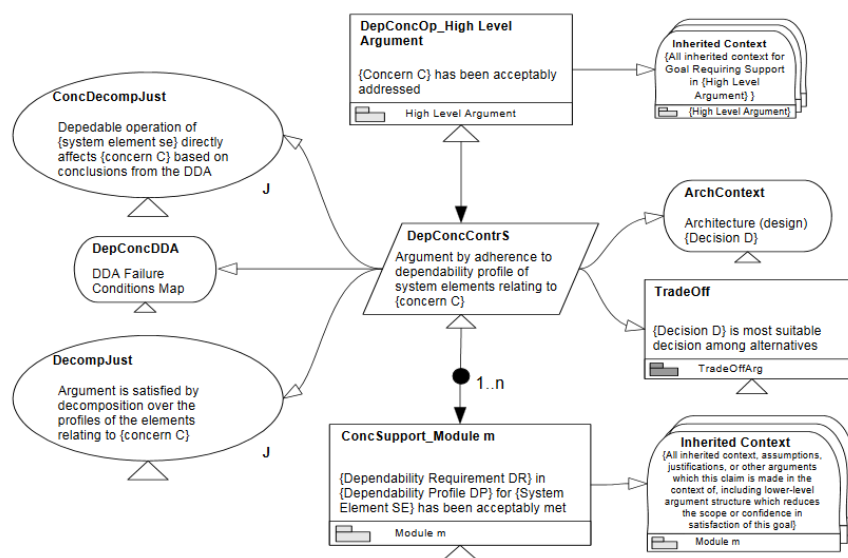 DepConcOp_High Level
Argument
{Concern C} has been acceptably
addressed
High Level Argument
Inherited Context
{All inherited context for
Goal Requiring Support
in {High Level
Argument} }
{High Level Argument}
ConcDecompJust
Depedable operation of
{system element se} directly
affects {concern C} based on
conclusions from the DDA
J
ArchContext
Architecture (design)
{Decision D}
DepConcDDA
DDA Failure
Conditions Map
DepConcContrS
Argument by adherence to
dependability profile of
system elements relating to
{concern C}
TradeOff
{Decision D} is most suitable
decision among alternatives
TradeOffArg
DecompJust
Argument is satisfied by
decomposition over the
profiles of the elements
relating to {concern C}
J
1..n
ConcSupport_Module m
{Dependability Requirement DR} in
{Dependability Profile DP} for {System
Element SE} has been acceptably met
Module m
Inherited Context
{All inherited context, assumptions,
justifications, or other arguments
which this claim is made in the
context of, including lower-level
argument structure which reduces
the scope or confidence in
satisfaction of this goal}
Module m